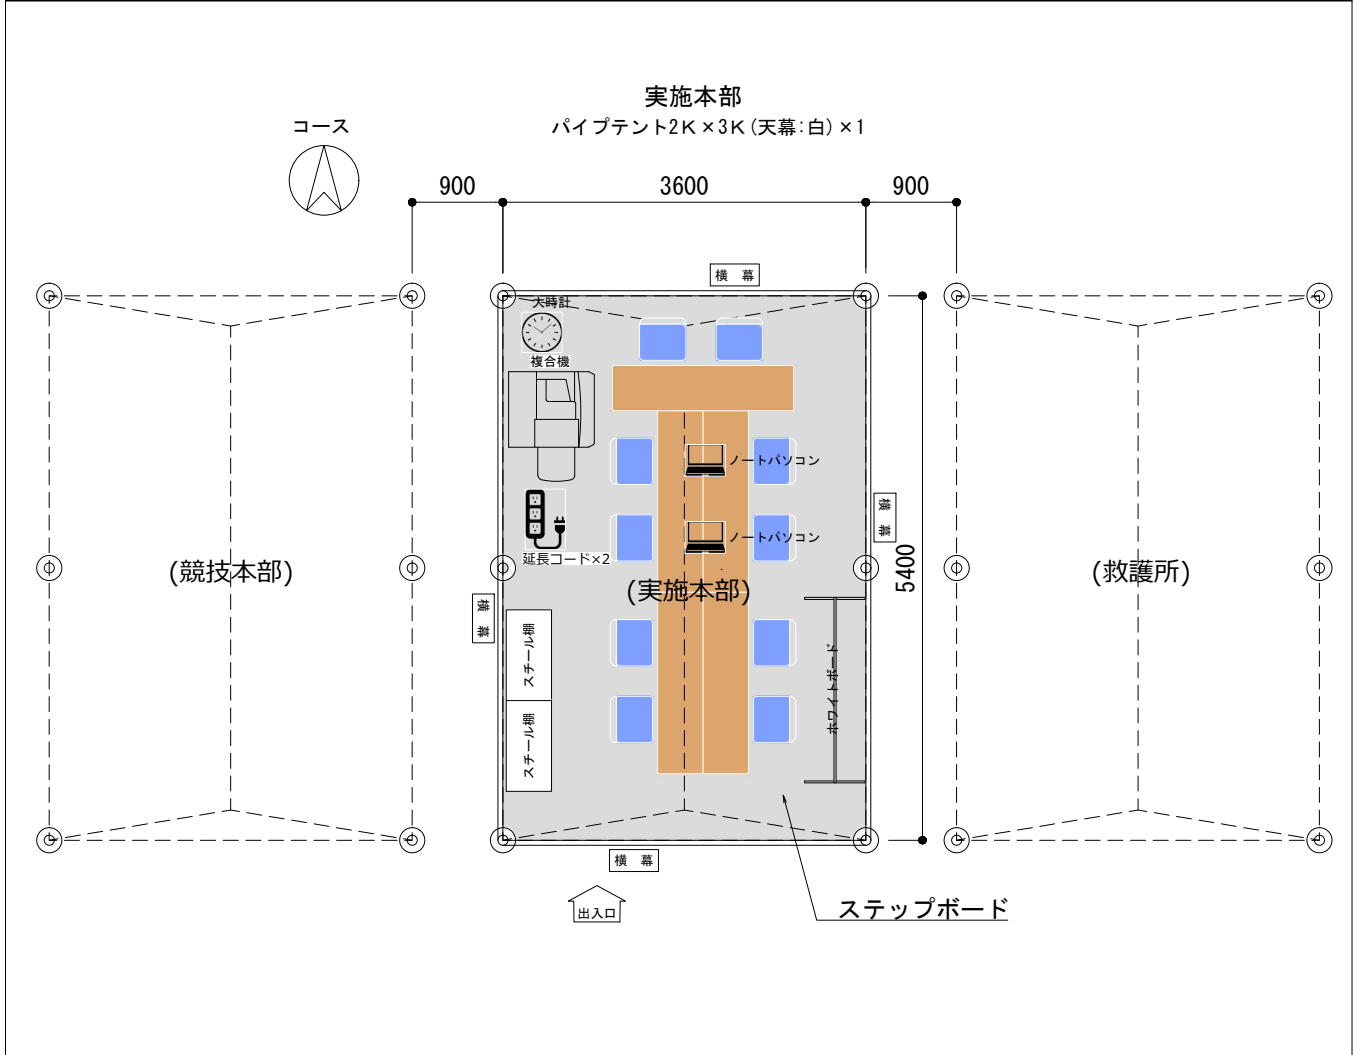 実施本部
パイプテント2K×3K(天幕:白)×1
コース
900
3600
900
横 幕
大時計
複合機
ノートパソコン
横 幕
ノートパソコン
延長コード×2
5400
(競技本部)
(実施本部)
(救護所)
横 幕
スチール棚
ホワイトボード
スチール棚
横 幕
出入口
ステップボード